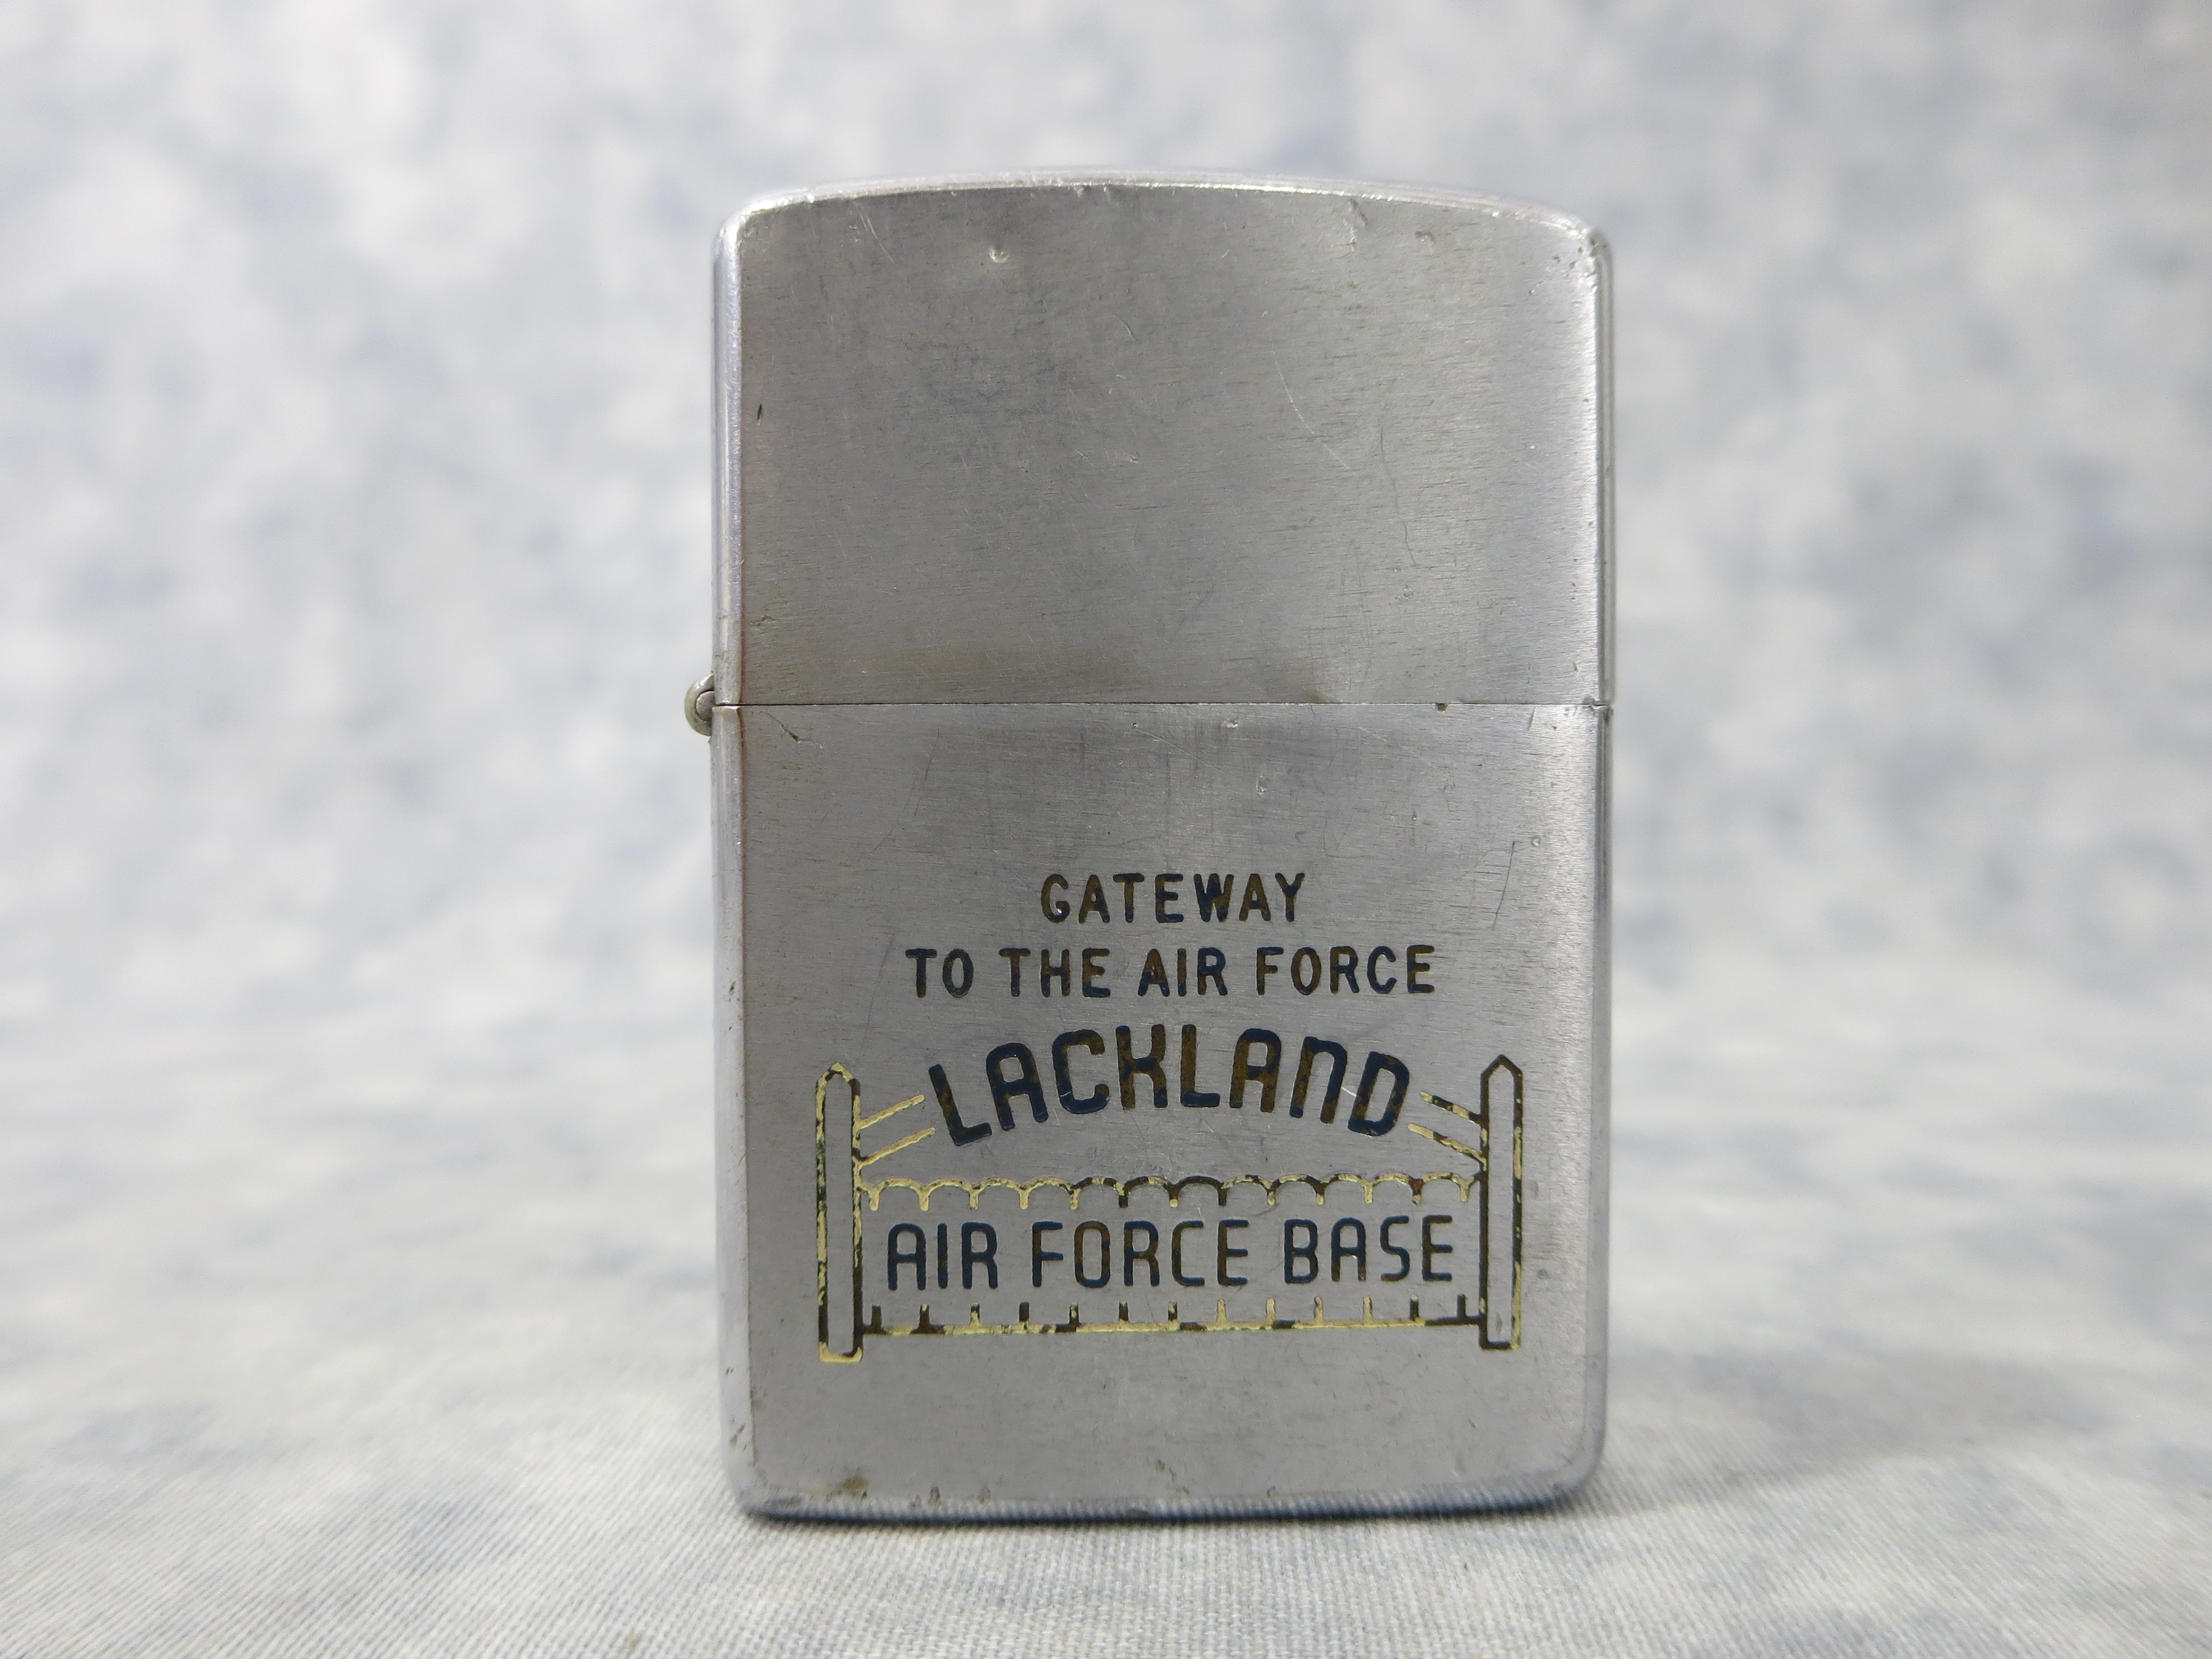 GATEWAY
TO THE AIR FORCE
LACKLAND
AIR FORCE BASE